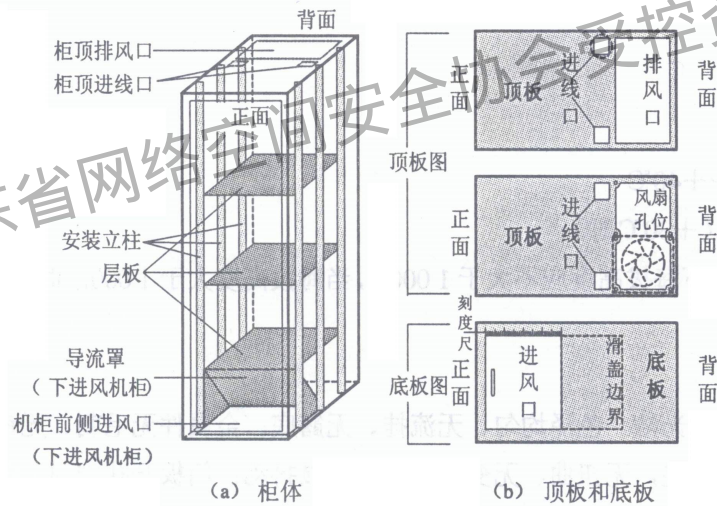 背面
柜顶排风口
柜顶进线口
正面
安装立柱
层板
导流罩
（下进风机柜）
机柜前侧进风口
（下进风机柜）
（a） 柜体
顶板图
正面
顶板
进线口
排风口
背面
正面
顶板
进线口
风扇
孔位
背面
刻度尺
底板图
正面
进风口
滑盖边界
底板
背面
（b） 顶板和底板
省网络空间安全协会受控